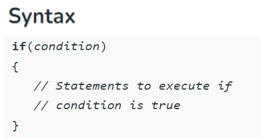 Syntax
if(condition)
{
// Statements to execute if
// condition is true
}